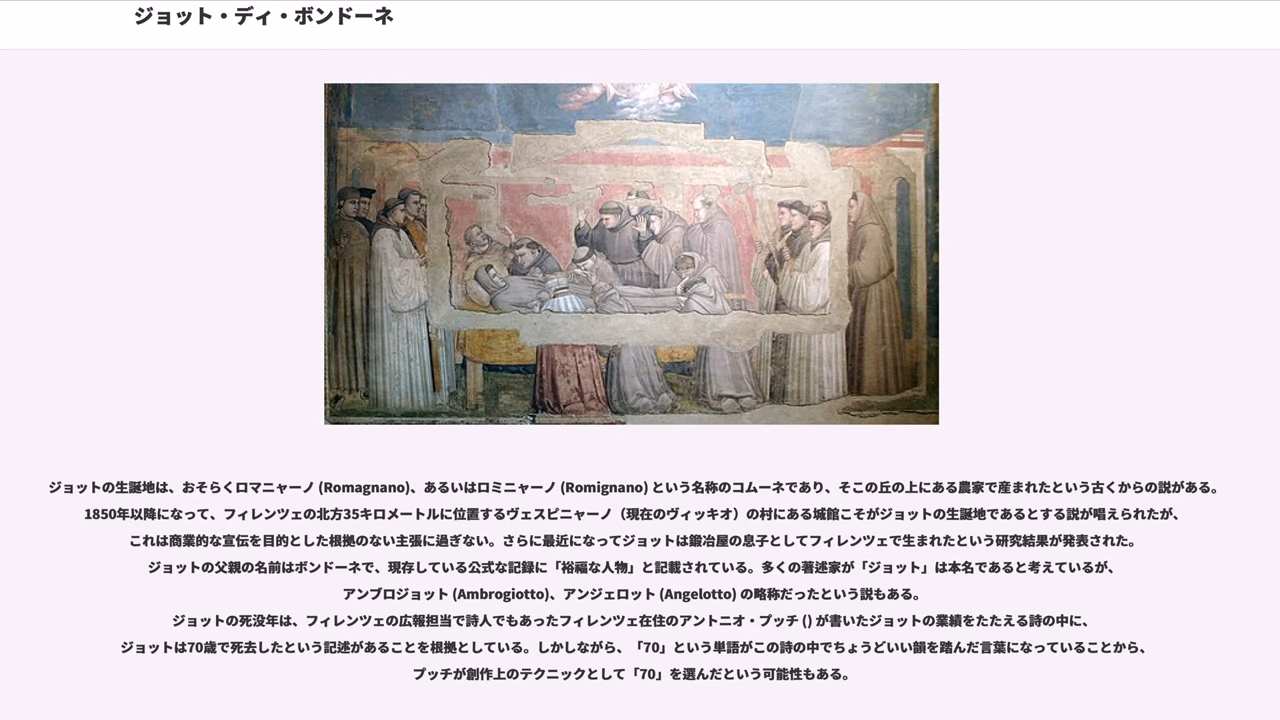 ジョット・ディ・ボンドーネ
ジョットの生誕地は、おそらくロマニャーノ (Romagnano)、あるいはロミニャーノ (Romignano) という名称のコムーネであり、そこの丘の上にある農家で産まれたという古くからの説がある。
1850年以降になって、フィレンツェの北方35キロメートルに位置するヴェスピニャーノ（現在のヴィッキオ）の村にある城館こそがジョットの生誕地であるとする説が唱えられたが、
これは商業的な宣伝を目的とした根拠のない主張に過ぎない。さらに最近になってジョットは鍛冶屋の息子としてフィレンツェで生まれたという研究結果が発表された。
ジョットの父親の名前はボンドーネで、現存している公式な記録に「裕福な人物」と記載されている。多くの著述家が「ジョット」は本名であると考えているが、
アンブロジョット (Ambrogiotto)、アンジェロット (Angelotto) の略称だったという説もある。
ジョットの死没年は、フィレンツェの広報担当で詩人でもあったフィレンツェ在住のアントニオ・プッチ () が書いたジョットの業績をたたえる詩の中に、
ジョットは70歳で死去したという記述があることを根拠としている。しかしながら、「70」という単語がこの詩の中でちょうどいい韻を踏んだ言葉になっていることから、
プッチが創作上のテクニックとして「70」を選んだという可能性もある。